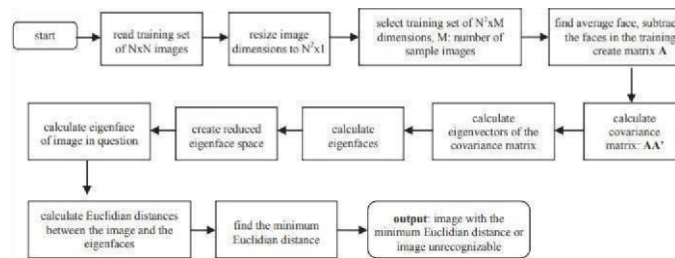 start
read training set
of NxN images
resize image
dimensions to N²x1
select training set of N²xM
dimensions, M: number of
sample images
find average face, subtract
the faces in the training
create matrix A
calculate
covariance
matrix: AA'
calculate
eigenvectors of the
covariance matrix
calculate
eigenfaces
create reduced
eigenface space
calculate eigenface
of image in question
calculate Euclidian distances
between the image and the
eigenfaces
find the minimum
Euclidian distance
output: image with the
minimum Euclidian distance or
image unrecognizable